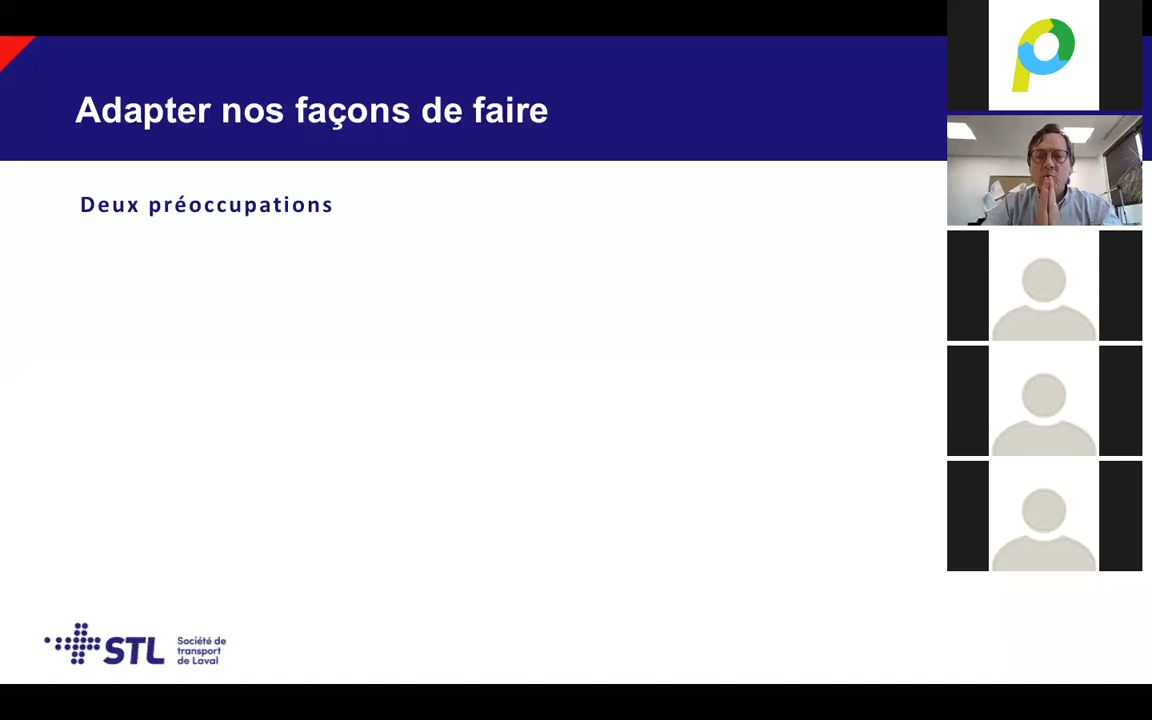 Adapter nos façons de faire
Deux préoccupations
STL
Société de
transport
de Laval